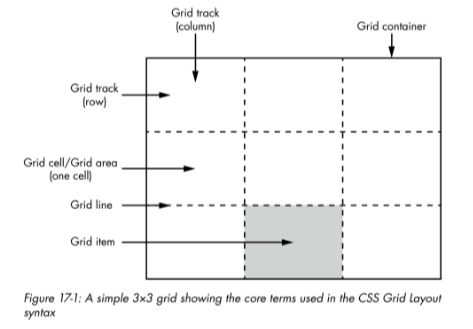 Grid track
(column)
Grid container
Grid track
(row)
Grid cell/Grid area
(one cell)
Grid line
Grid item
Figure 17-1: A simple 3×3 grid showing the core terms used in the CSS Grid Layout
syntax